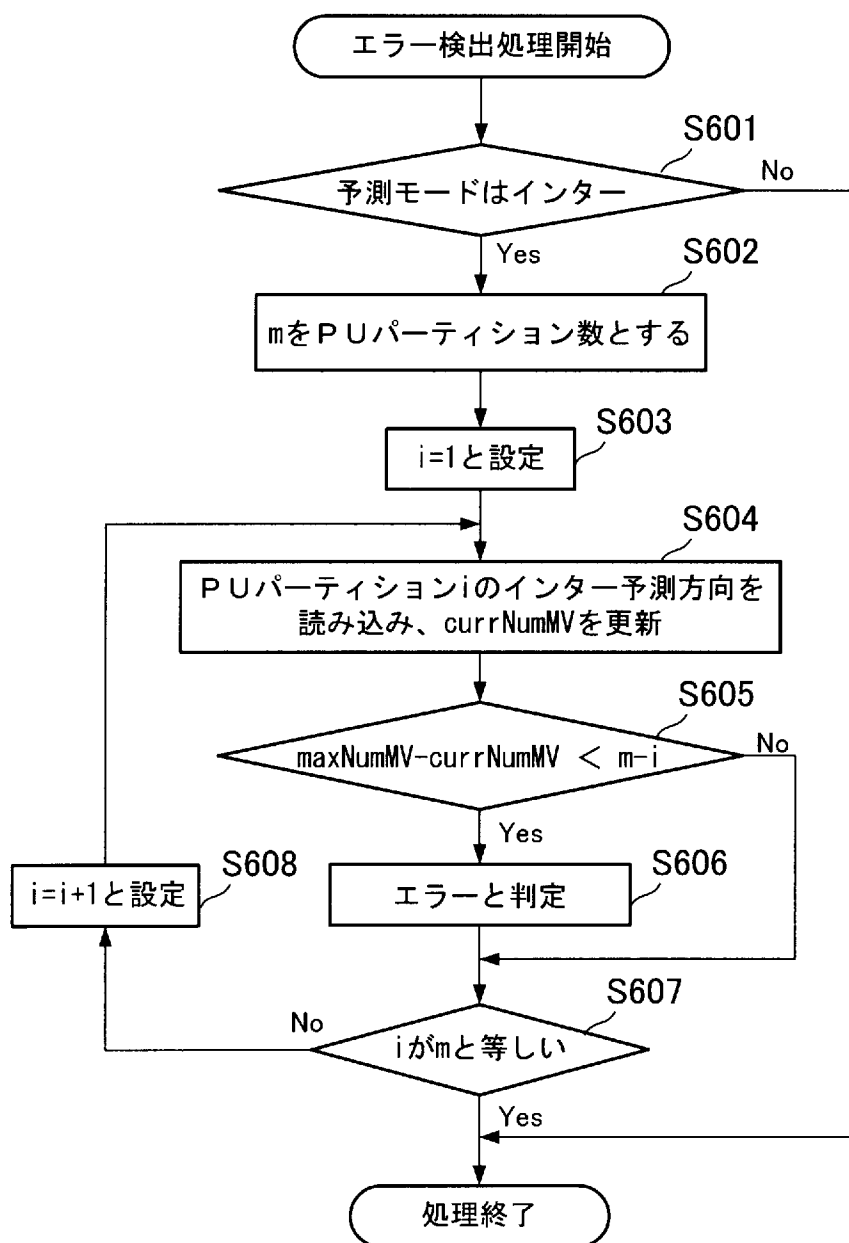 エラー検出処理開始
S601
予測モードはインター
No
Yes
S602
mをPUパーティション数とする
S603
i=1と設定
S604
PUパーティションiのインター予測方向を
読み込み、currNumMVを更新
S605
maxNumMV-currNumMV < m-i
No
Yes
S606
エラーと判定
S608
i=i+1と設定
S607
iがmと等しい
No
Yes
処理終了